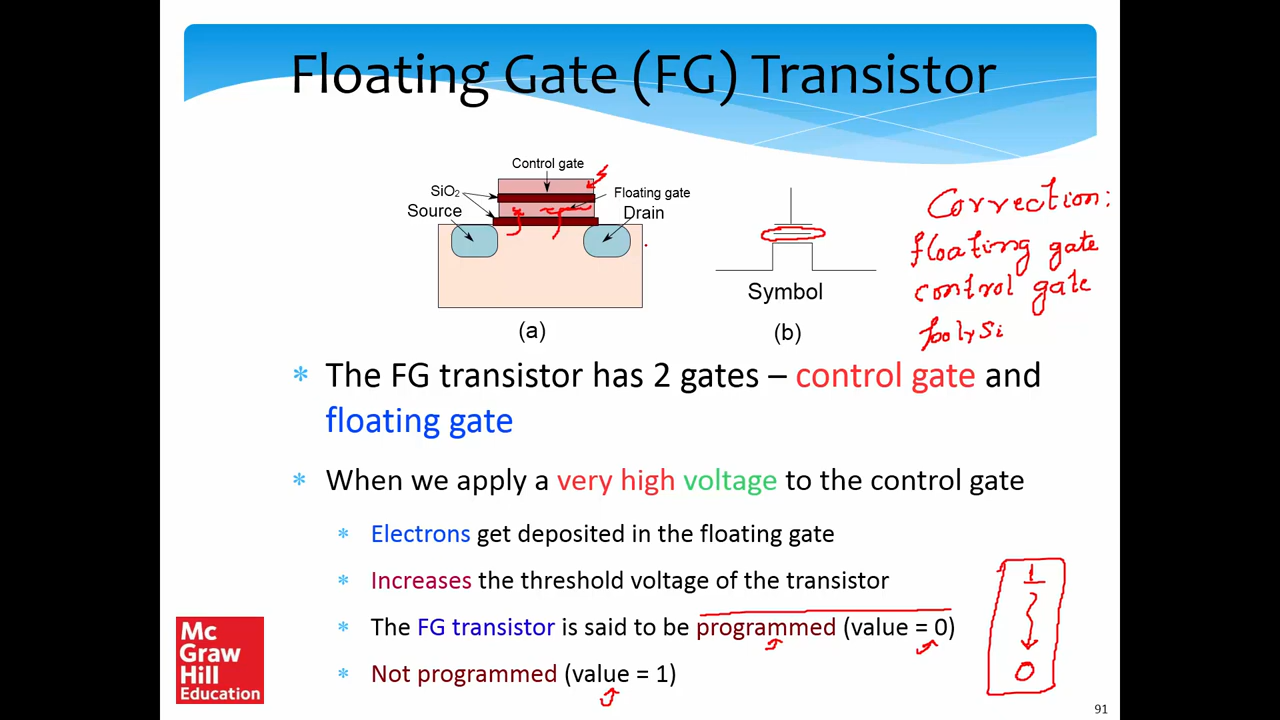 Floating Gate (FG) Transistor
Control gate
SiO2
Floating gate
Source
Drain
(a)
Symbol
(b)
Correction:
floating gate
control gate
polySi
* The FG transistor has 2 gates – control gate and
floating gate
* When we apply a very high voltage to the control gate
* Electrons get deposited in the floating gate
* Increases the threshold voltage of the transistor
* The FG transistor is said to be programmed (value = 0)
* Not programmed (value = 1)
1
0
Mc
Graw
Hill
Education
91